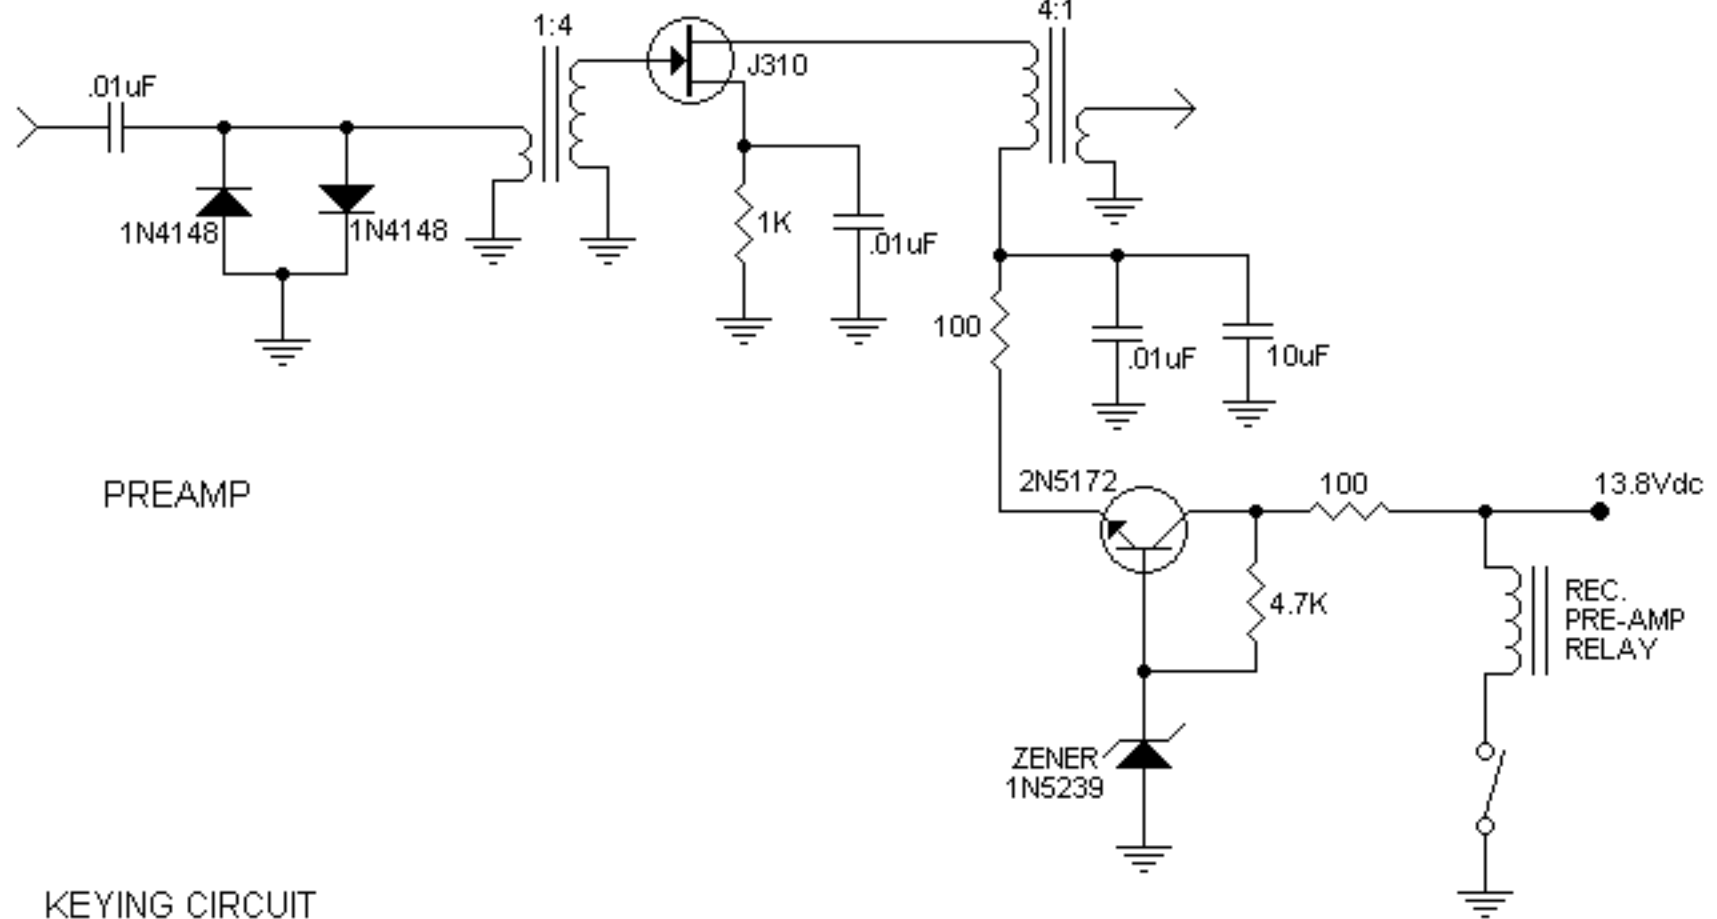 1:4
4:1
J310
.01uF
1N4148
1N4148
1K
.01uF
100
.01uF
10uF
PREAMP
2N5172
100
13.8Vdc
4.7K
REC.
PRE-AMP
RELAY
ZENER
1N5239
KEYING CIRCUIT